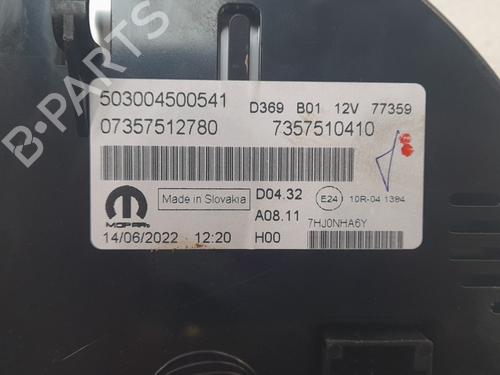 B-PARTS
503004500541 D369 B01 12V 77359
07357512780 7357510410
MOPAR
Made in Slovakia
D04.32
A08.11
H00
E24 10R-04 1384
7HJ0NHA6Y
14/06/2022 12:20